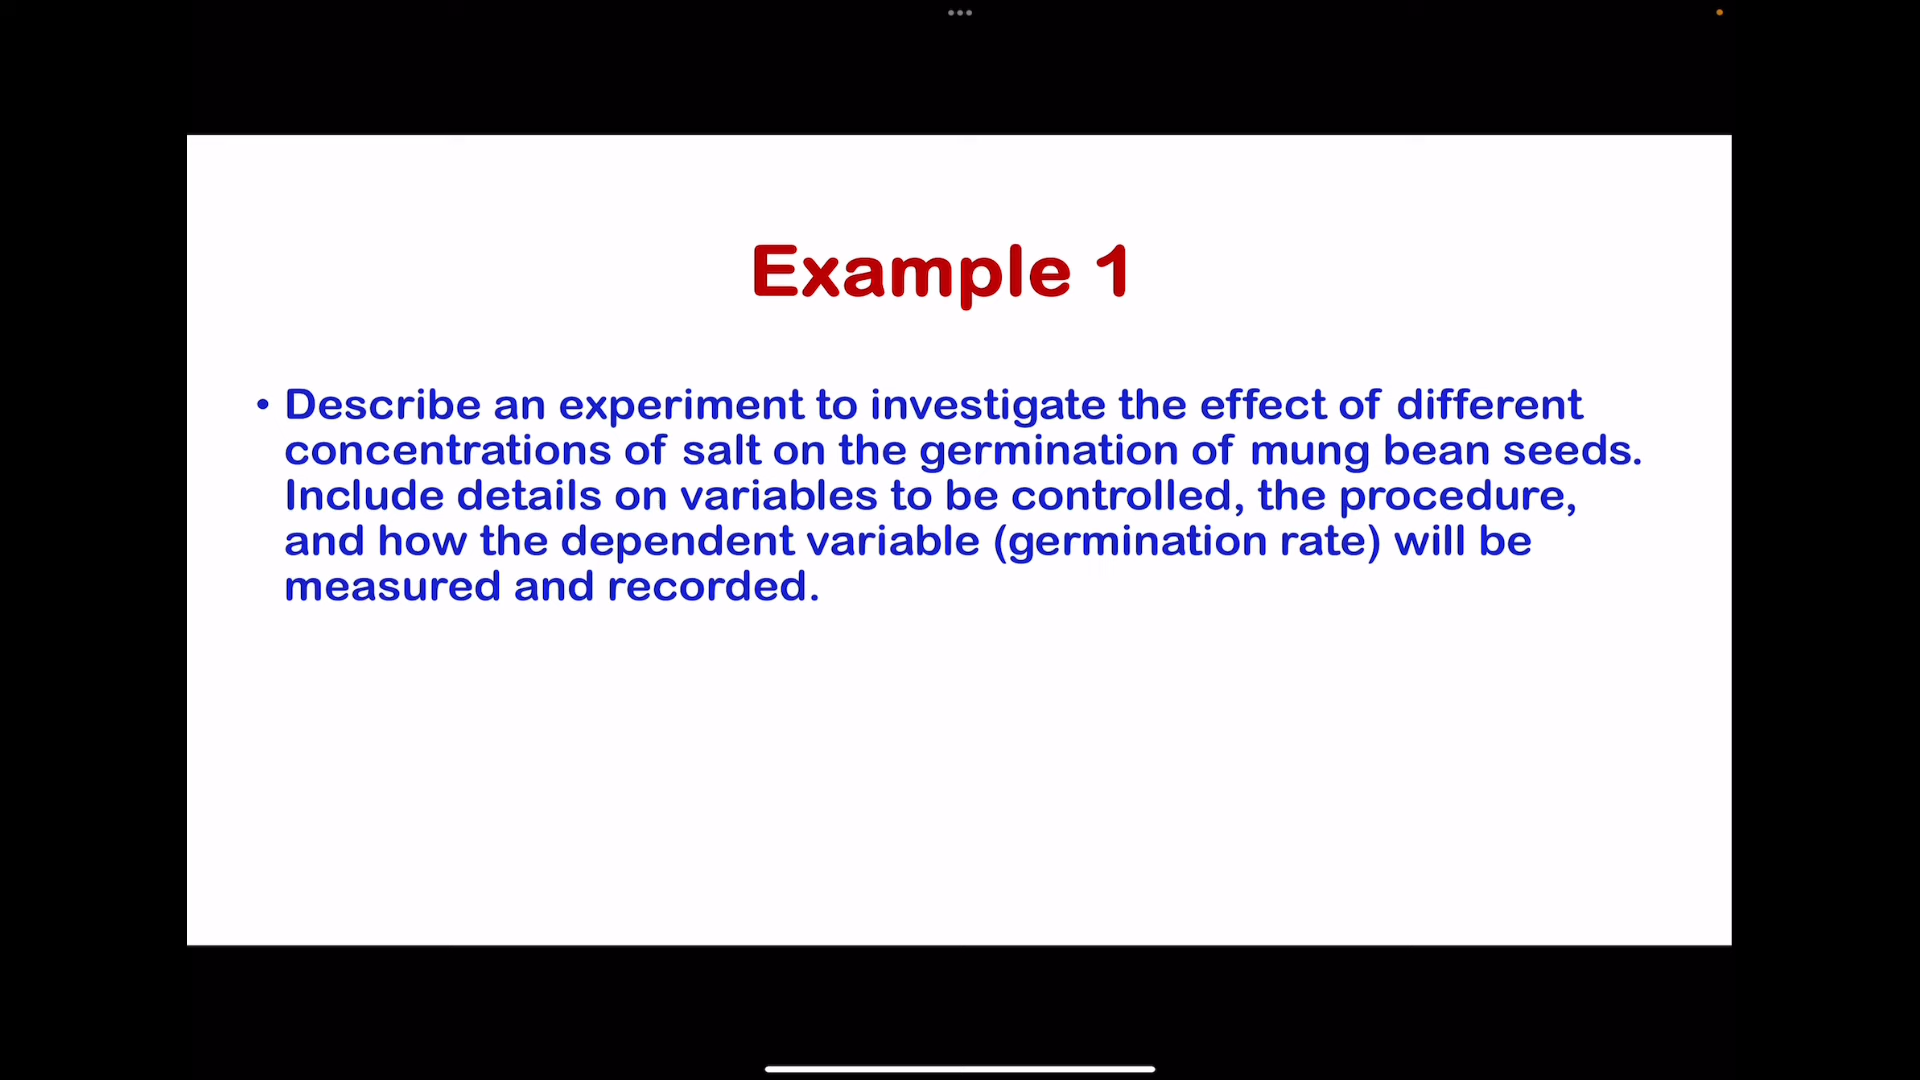 Example 1
• Describe an experiment to investigate the effect of different
concentrations of salt on the germination of mung bean seeds.
Include details on variables to be controlled, the procedure,
and how the dependent variable (germination rate) will be
measured and recorded.